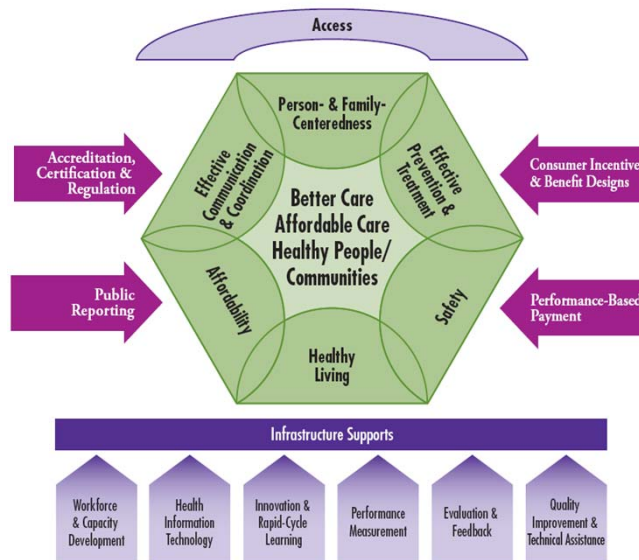 Access
Person- & Family-
Centeredness
Effective
Communication
& Coordination
Effective
Prevention &
Treatment
Accreditation,
Certification &
Regulation
Consumer Incentives
& Benefit Designs
Better Care
Affordable Care
Healthy People/
Communities
Public
Reporting
Affordability
Safety
Performance-Based
Payment
Healthy
Living
Infrastructure Supports
Workforce
& Capacity
Development
Health
Information
Technology
Innovation &
Rapid-Cycle
Learning
Performance
Measurement
Evaluation &
Feedback
Quality
Improvement &
Technical Assistance